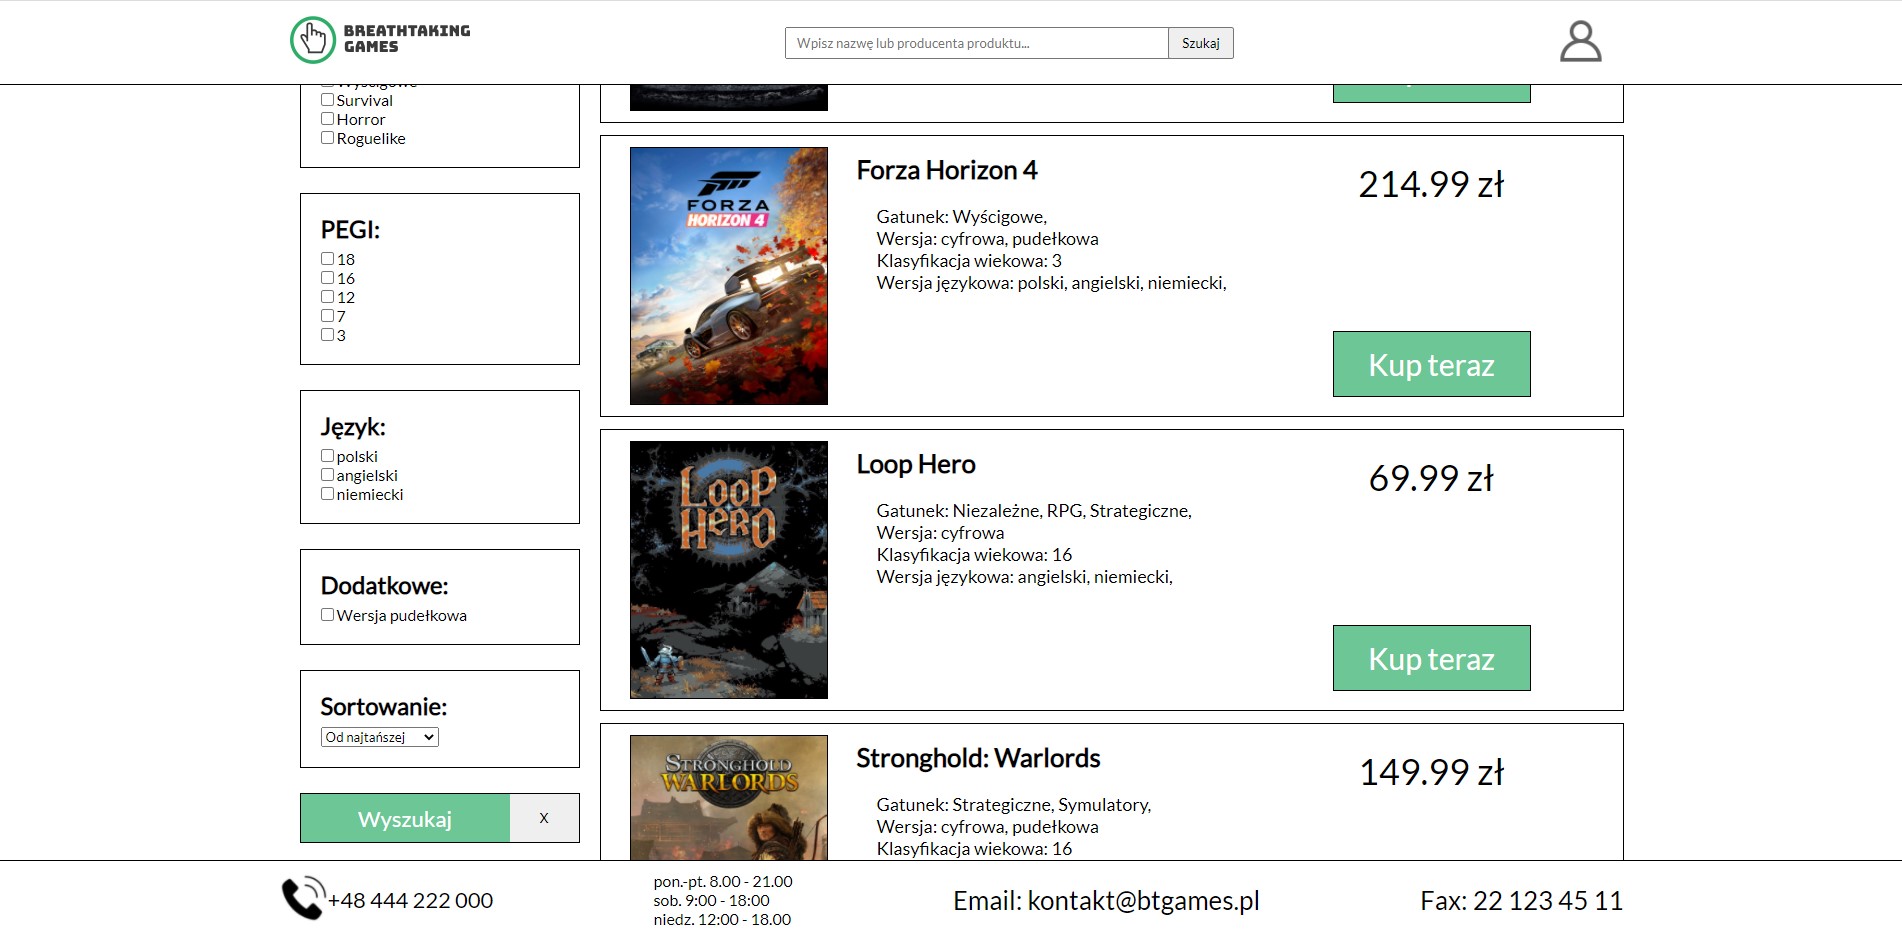 BREATHTAKING
GAMES
Wpisz nazwę lub producenta produktu...
Szukaj
Wyścigowe
Survival
Horror
Roguelike
PEGI:
18
16
12
7
3
Język:
polski
angielski
niemiecki
Dodatkowe:
Wersja pudełkowa
Sortowanie:
Od najtańszej
Wyszukaj
X
FORZA
HORIZON 4
Forza Horizon 4
Gatunek: Wyścigowe,
Wersja: cyfrowa, pudełkowa
Klasyfikacja wiekowa: 3
Wersja językowa: polski, angielski, niemiecki,
214.99 zł
Kup teraz
LOOP
HERO
Loop Hero
Gatunek: Niezależne, RPG, Strategiczne,
Wersja: cyfrowa
Klasyfikacja wiekowa: 16
Wersja językowa: angielski, niemiecki,
69.99 zł
Kup teraz
STRONGHOLD
WARLORDS
Stronghold: Warlords
Gatunek: Strategiczne, Symulatory,
Wersja: cyfrowa, pudełkowa
Klasyfikacja wiekowa: 16
149.99 zł
+48 444 222 000
pon.-pt. 8.00 - 21.00
sob. 9:00 - 18:00
niedz. 12:00 - 18.00
Email: kontakt@btgames.pl
Fax: 22 123 45 11